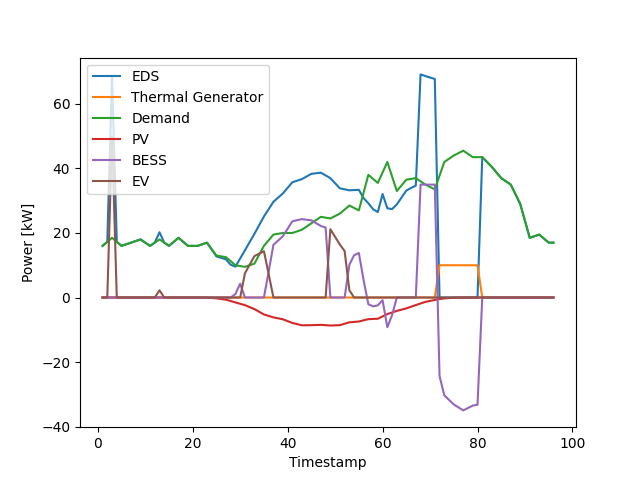 EDS
Thermal Generator
Demand
PV
BESS
EV
Power [kW]
60
40
20
0
−20
−40
0 20 40 60 80 100
Timestamp